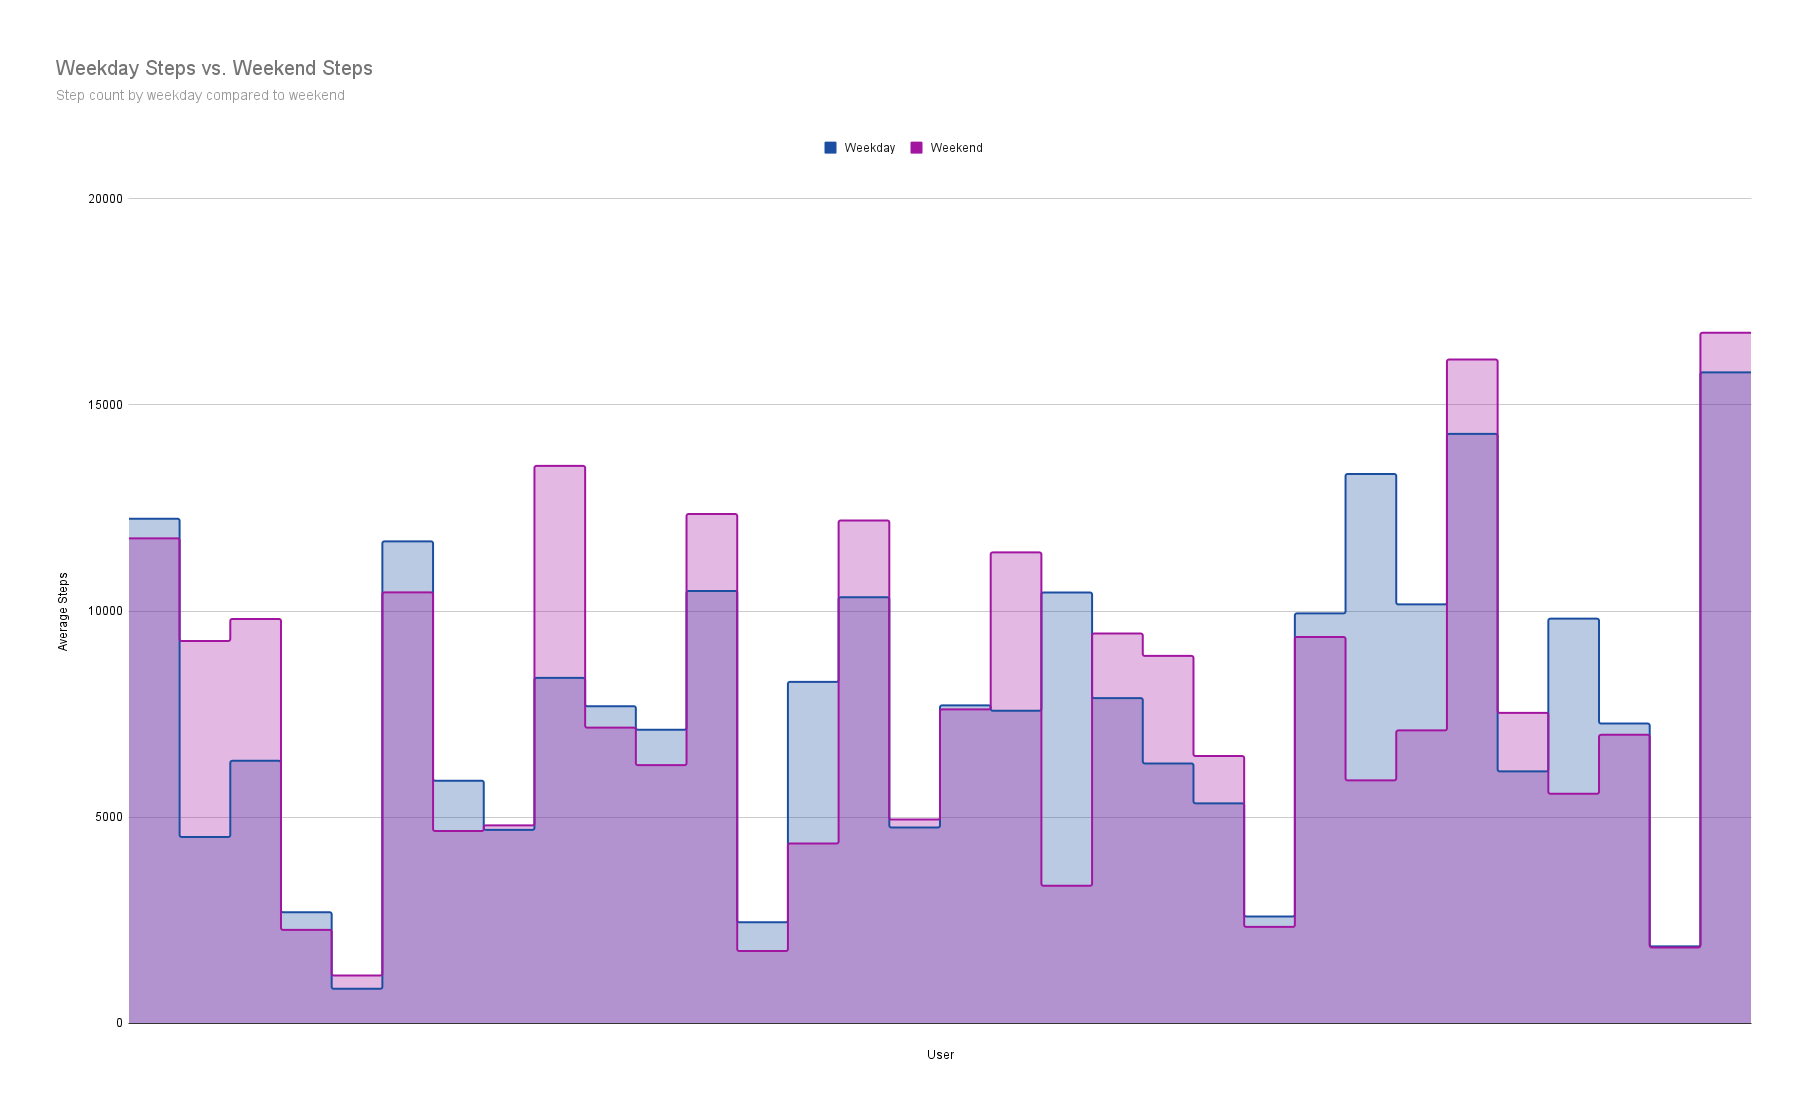 Weekday Steps vs. Weekend Steps
Step count by weekday compared to weekend
Weekday Weekend
20000
15000
10000
5000
0
Average Steps
User